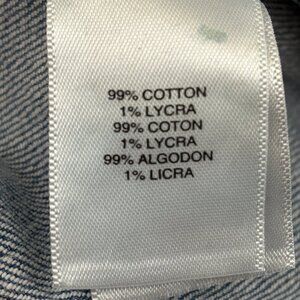 99% COTTON
1% LYCRA
99% COTON
1% LYCRA
99% ALGODON
1% LICRA